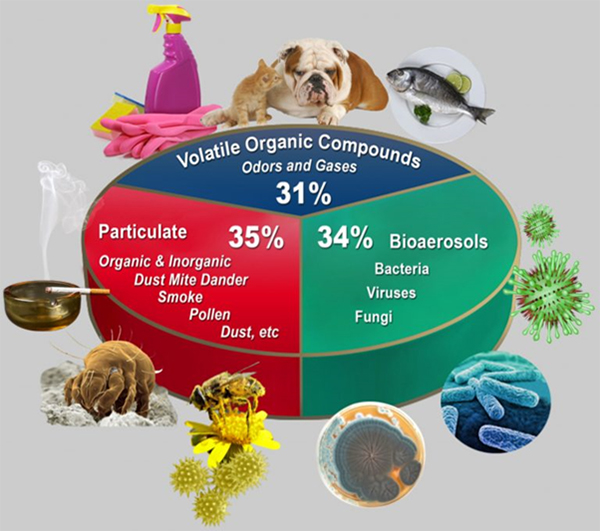 Volatile Organic Compounds
Odors and Gases
31%
Particulate 35%
Organic & Inorganic
Dust Mite Dander
Smoke
Pollen
Dust, etc
34% Bioaerosols
Bacteria
Viruses
Fungi